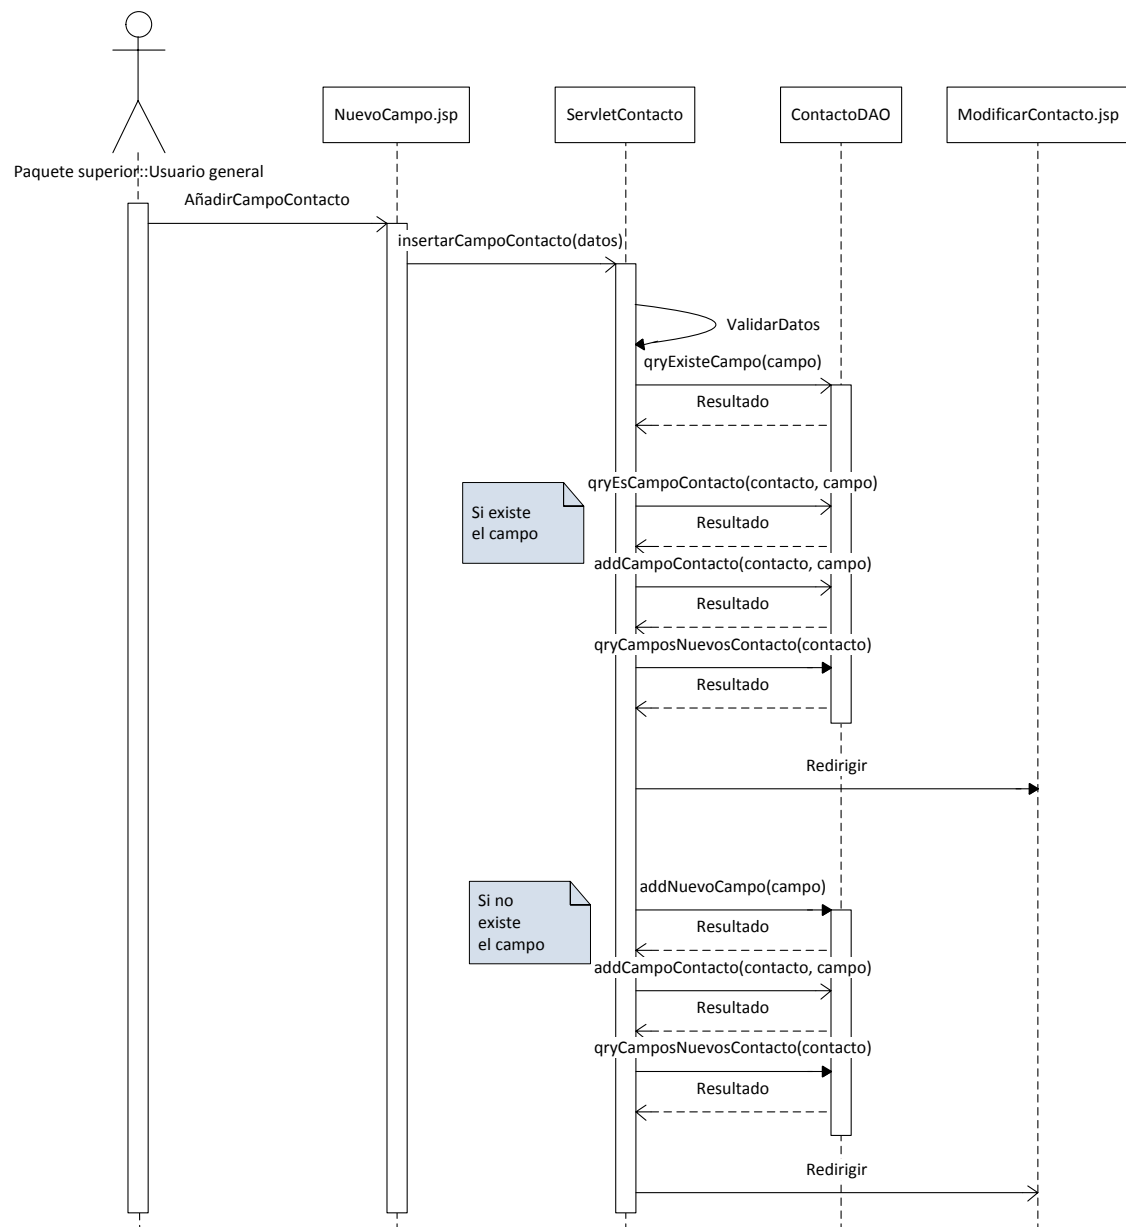 NuevoCampo.jsp
ServletContacto
ContactoDAO
ModificarContacto.jsp
Paquete superior::Usuario general
AñadirCampoContacto
insertarCampoContacto(datos)
ValidarDatos
qryExisteCampo(campo)
Resultado
qryEsCampoContacto(contacto, campo)
Si existe
el campo
Resultado
addCampoContacto(contacto, campo)
Resultado
qryCamposNuevosContacto(contacto)
Resultado
Redirigir
addNuevoCampo(campo)
Si no
existe
el campo
Resultado
addCampoContacto(contacto, campo)
Resultado
qryCamposNuevosContacto(contacto)
Resultado
Redirigir